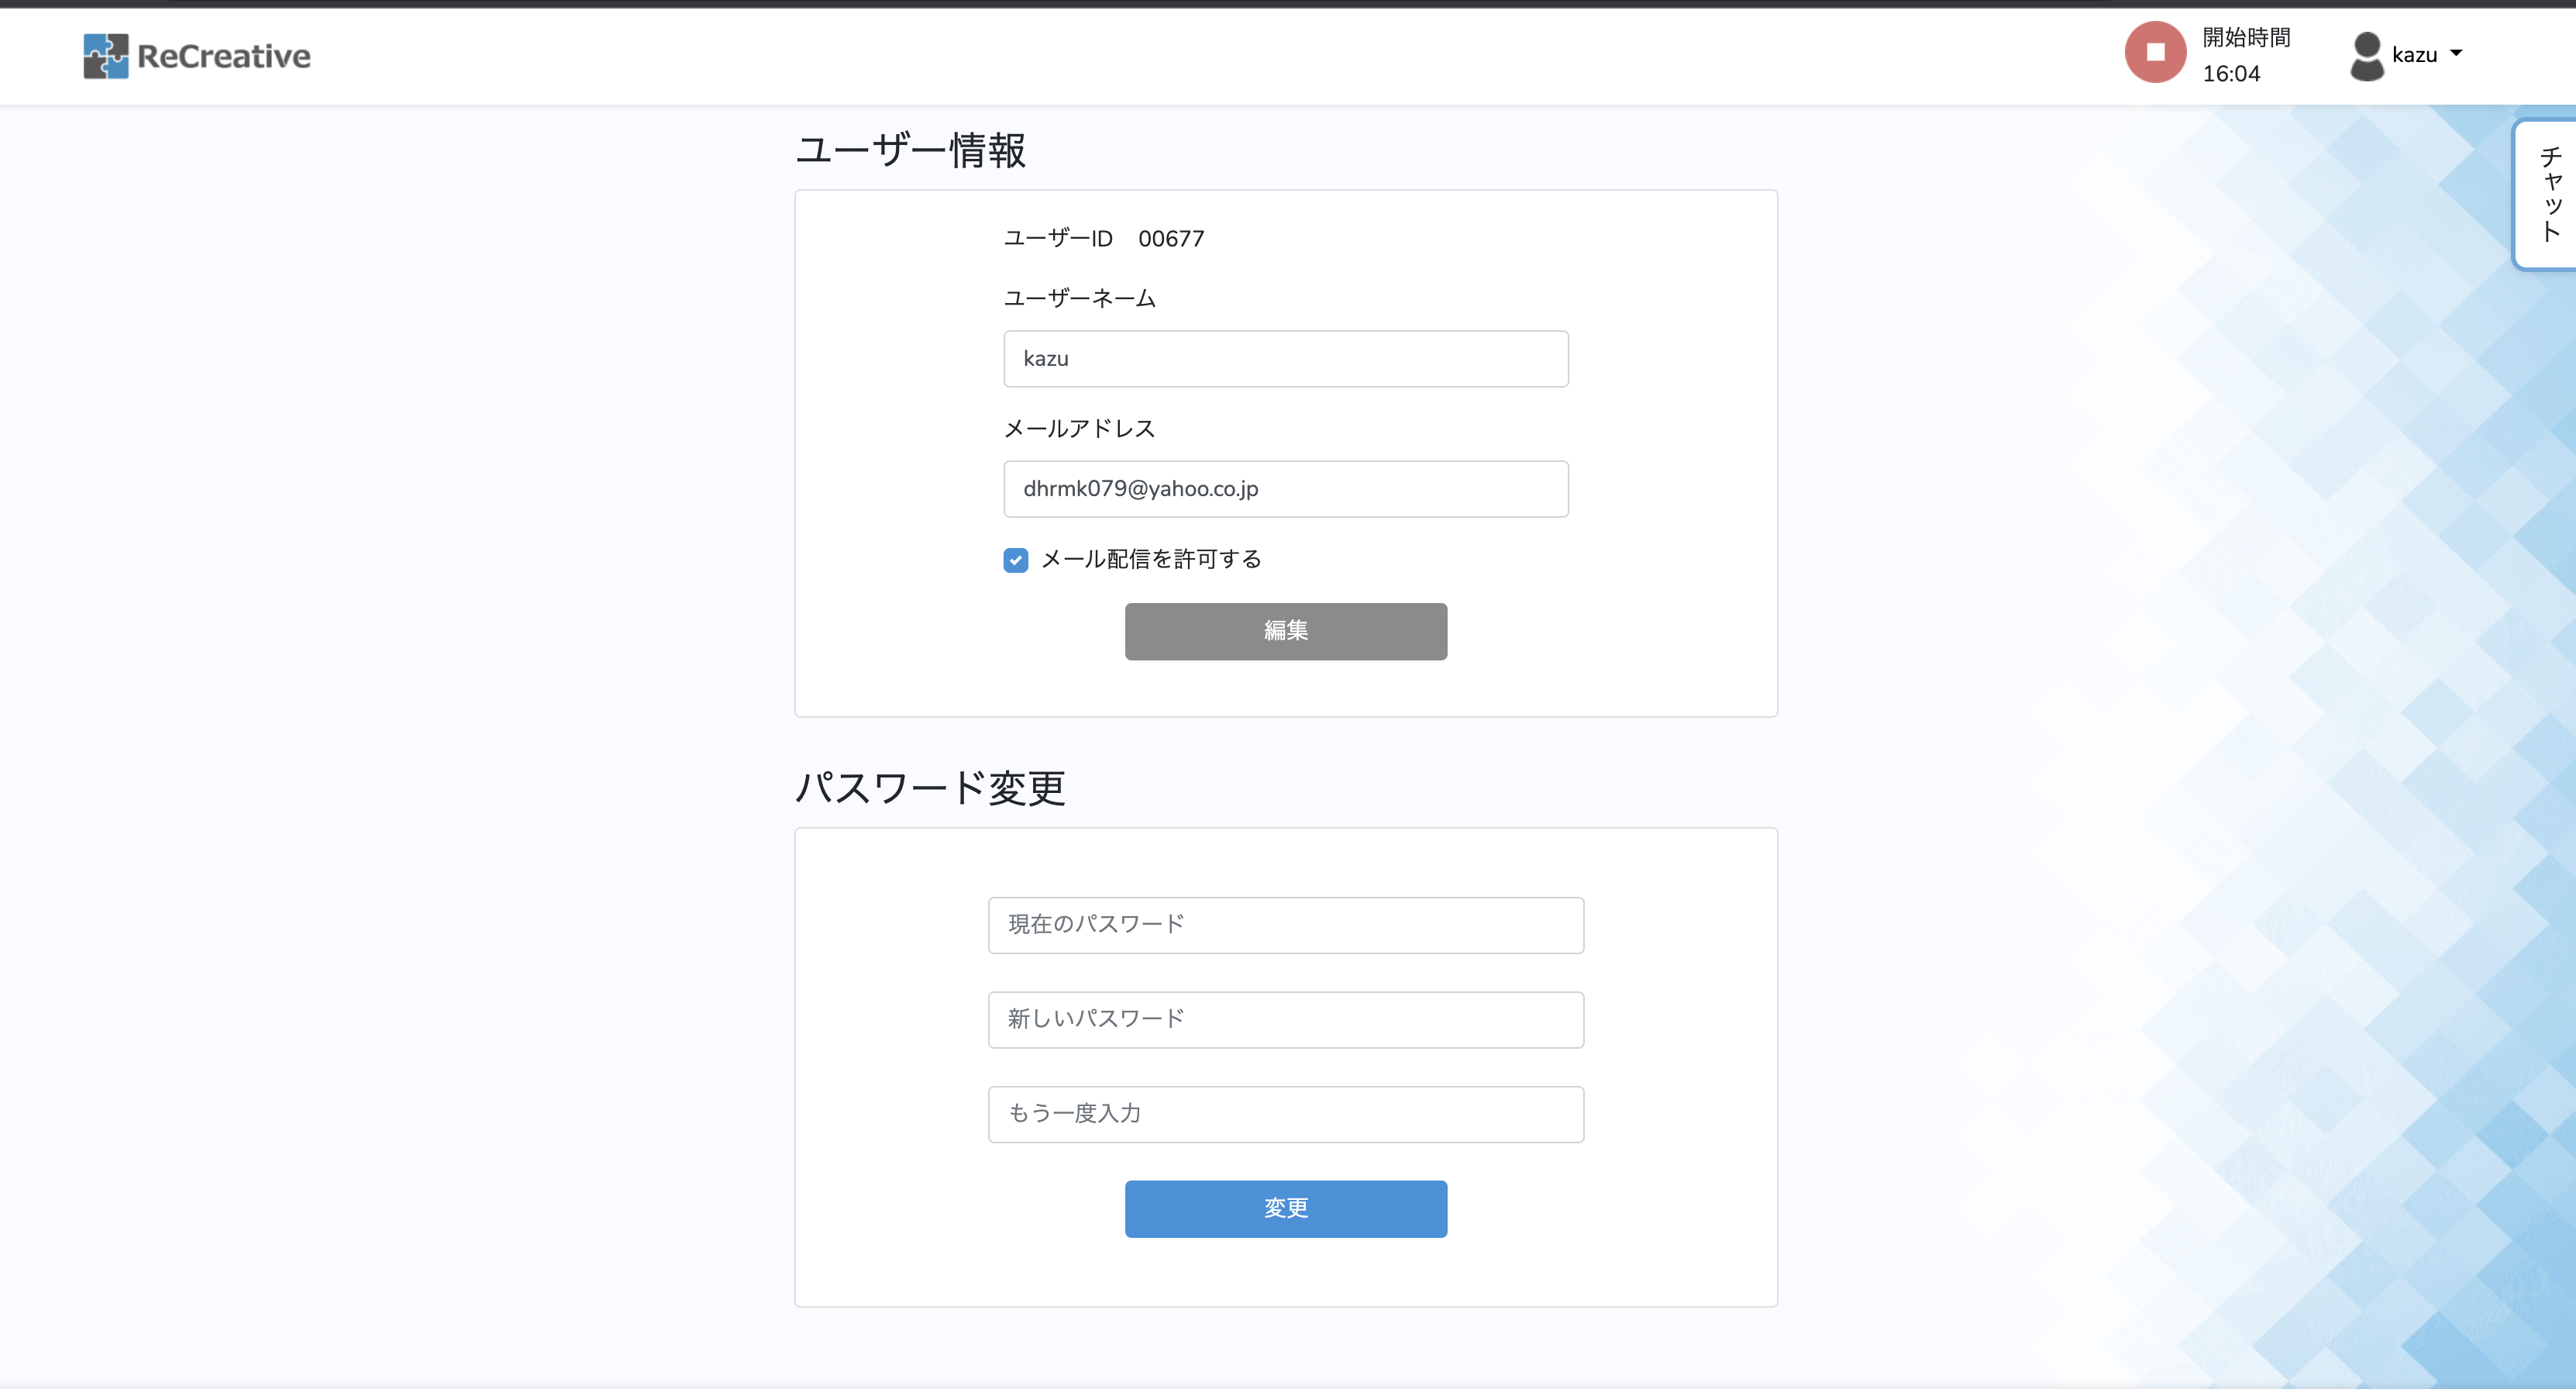 ReCreative
開始時間
16:04
kazu
チャット
ユーザー情報
ユーザーID 00677
ユーザーネーム
kazu
メールアドレス
dhrmk079@yahoo.co.jp
メール配信を許可する
編集
パスワード変更
現在のパスワード
新しいパスワード
もう一度入力
変更